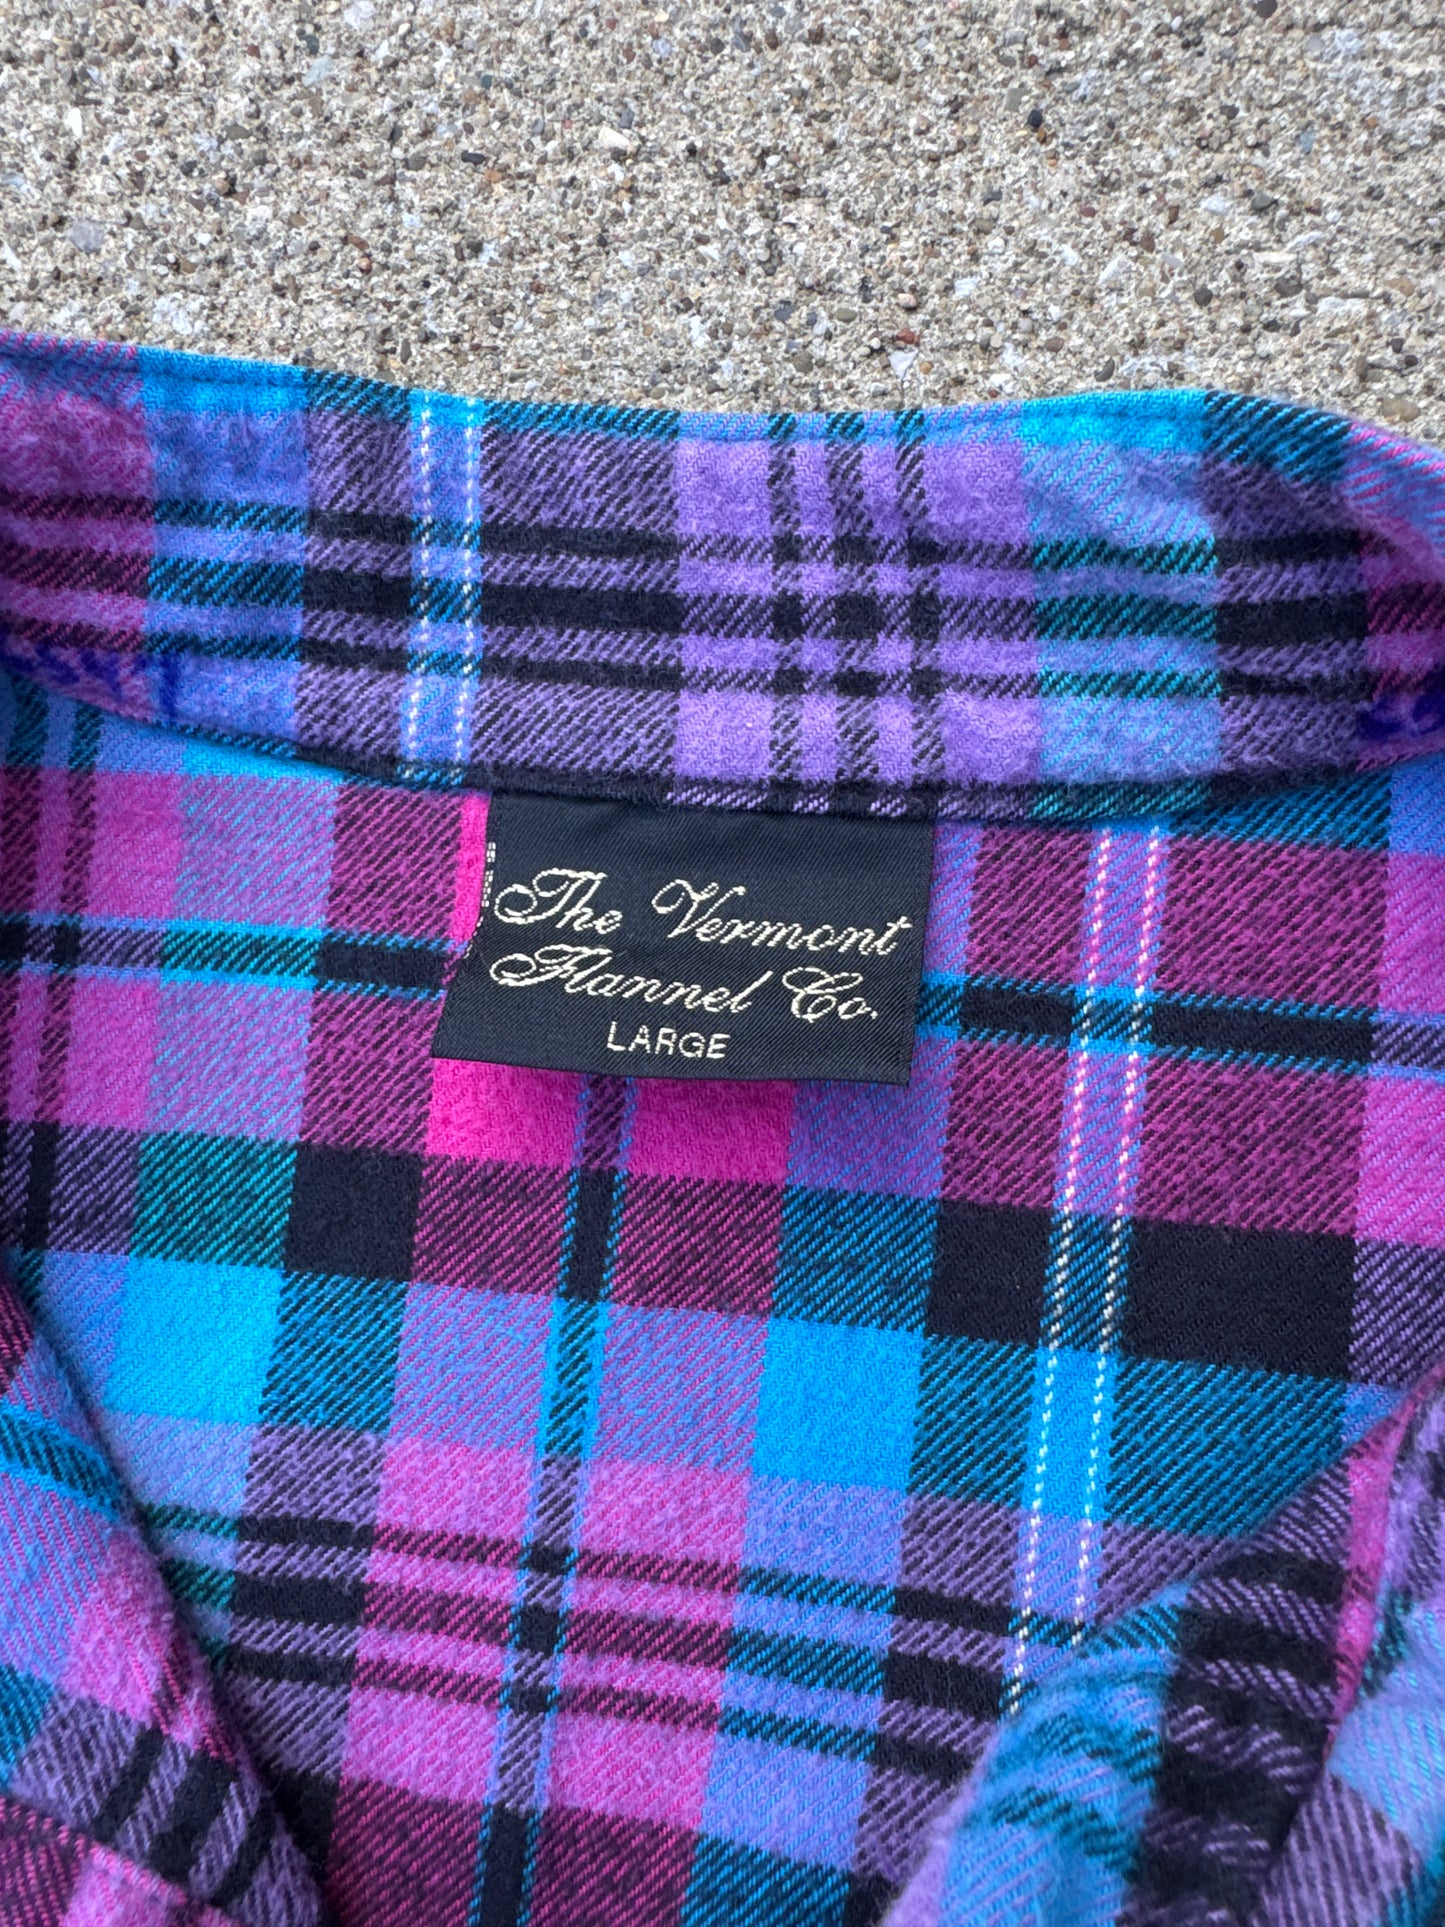 The Vermont
Flannel Co.
LARGE